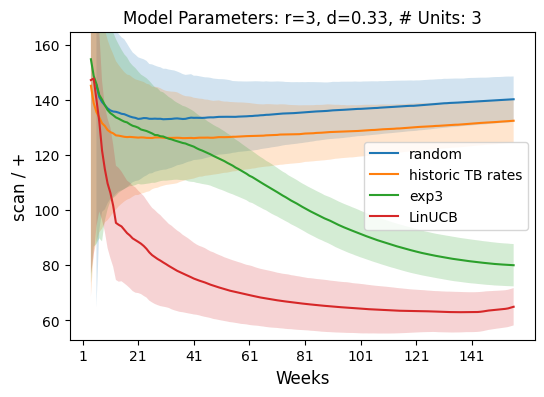 Model Parameters: r=3, d=0.33, # Units: 3
scan / +
160
140
120
100
80
60
random
historic TB rates
exp3
LinUCB
1 21 41 61 81 101 121 141
Weeks